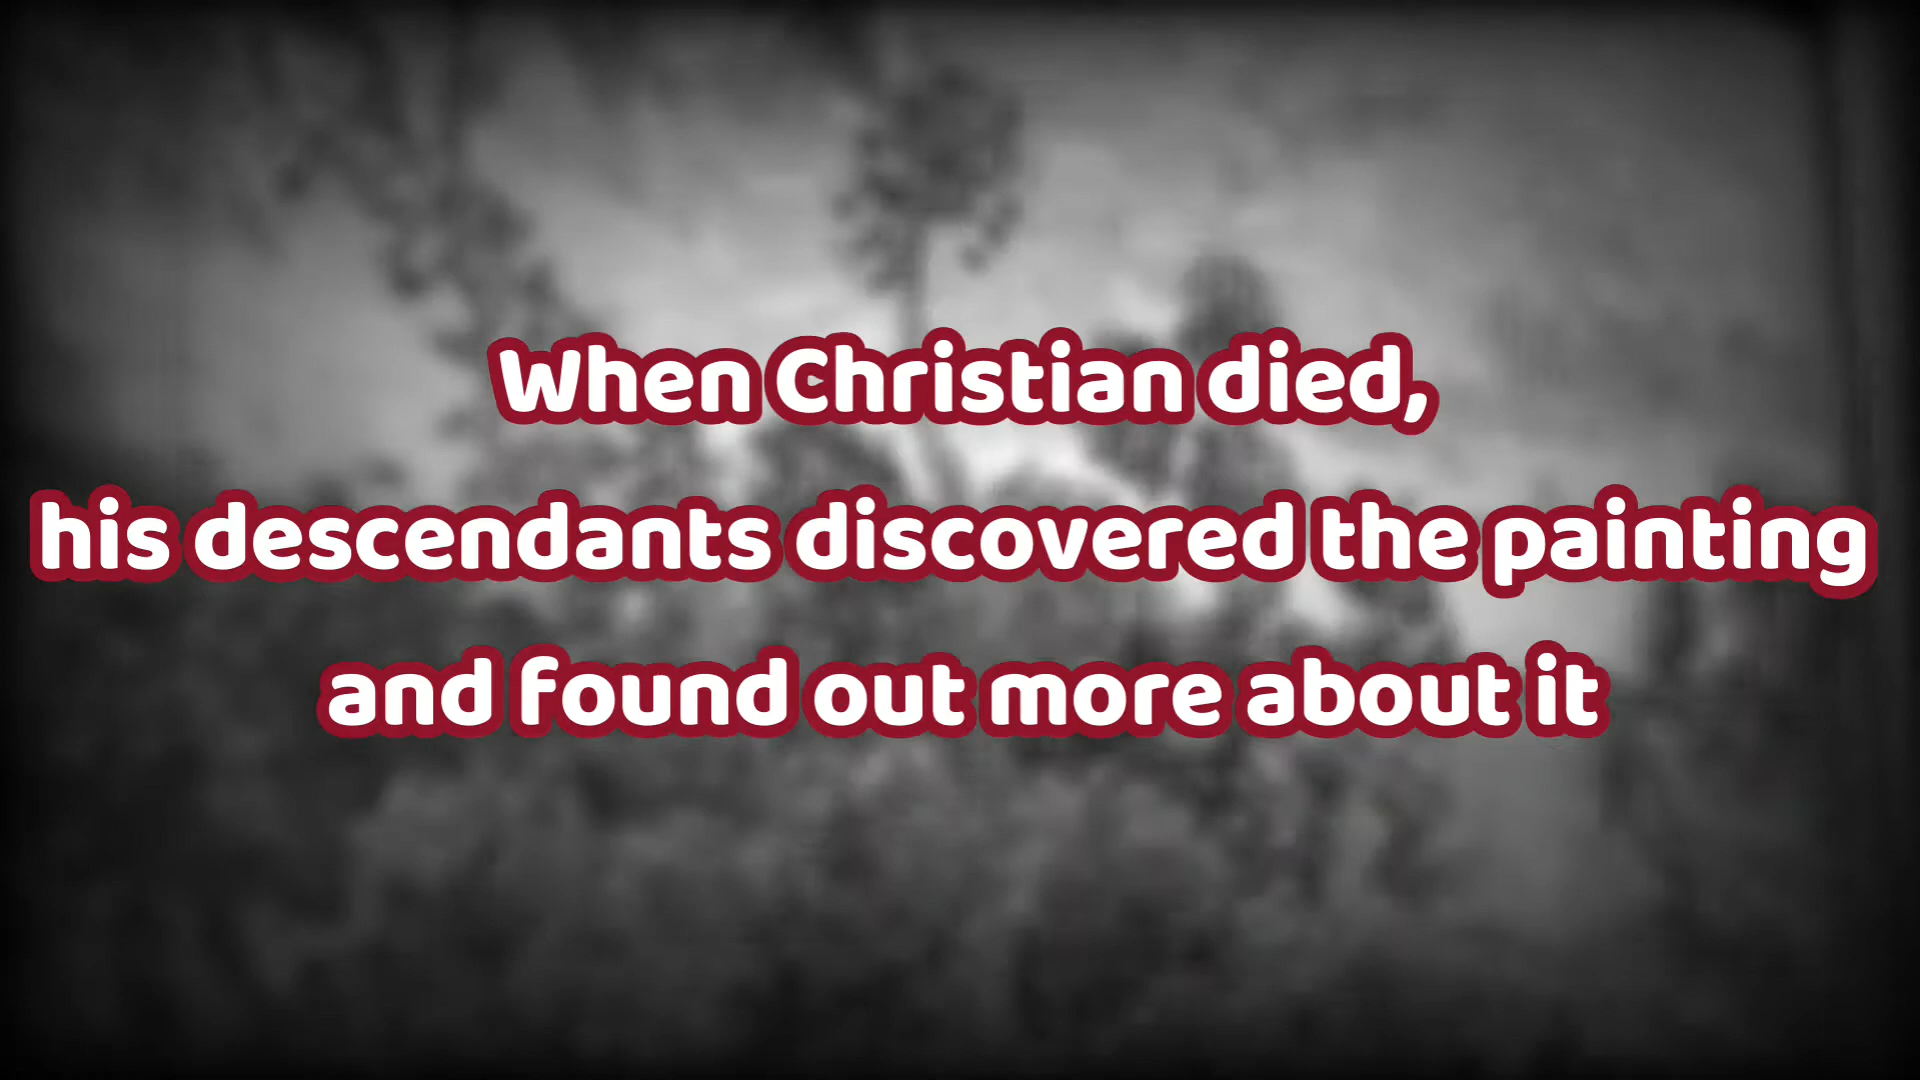 When Christian died,
his descendants discovered the painting
and found out more about it